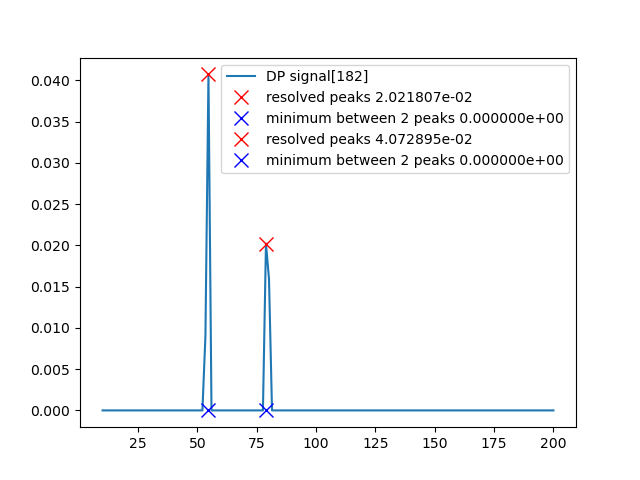 DP signal[182]
resolved peaks 2.021807e-02
minimum between 2 peaks 0.000000e+00
resolved peaks 4.072895e-02
minimum between 2 peaks 0.000000e+00
0.040
0.035
0.030
0.025
0.020
0.015
0.010
0.005
0.000
25 50 75 100 125 150 175 200